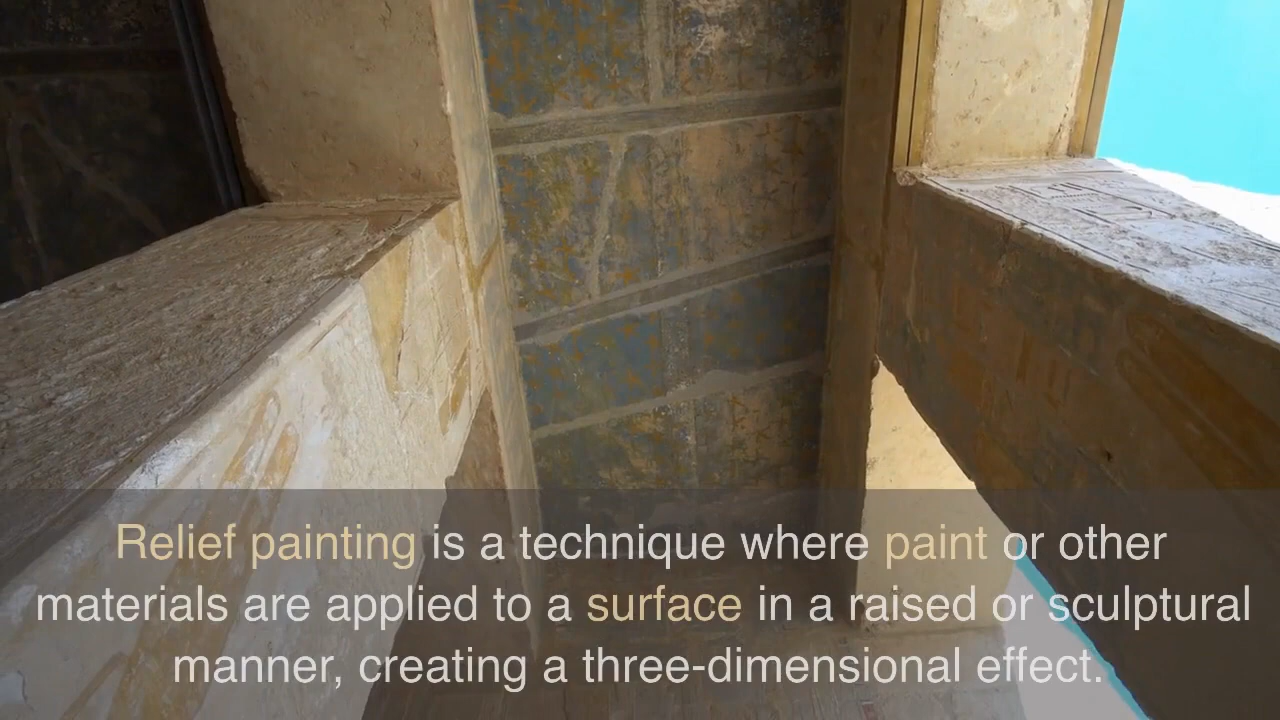 Relief painting is a technique where paint or other
materials are applied to a surface in a raised or sculptural
manner, creating a three-dimensional effect.